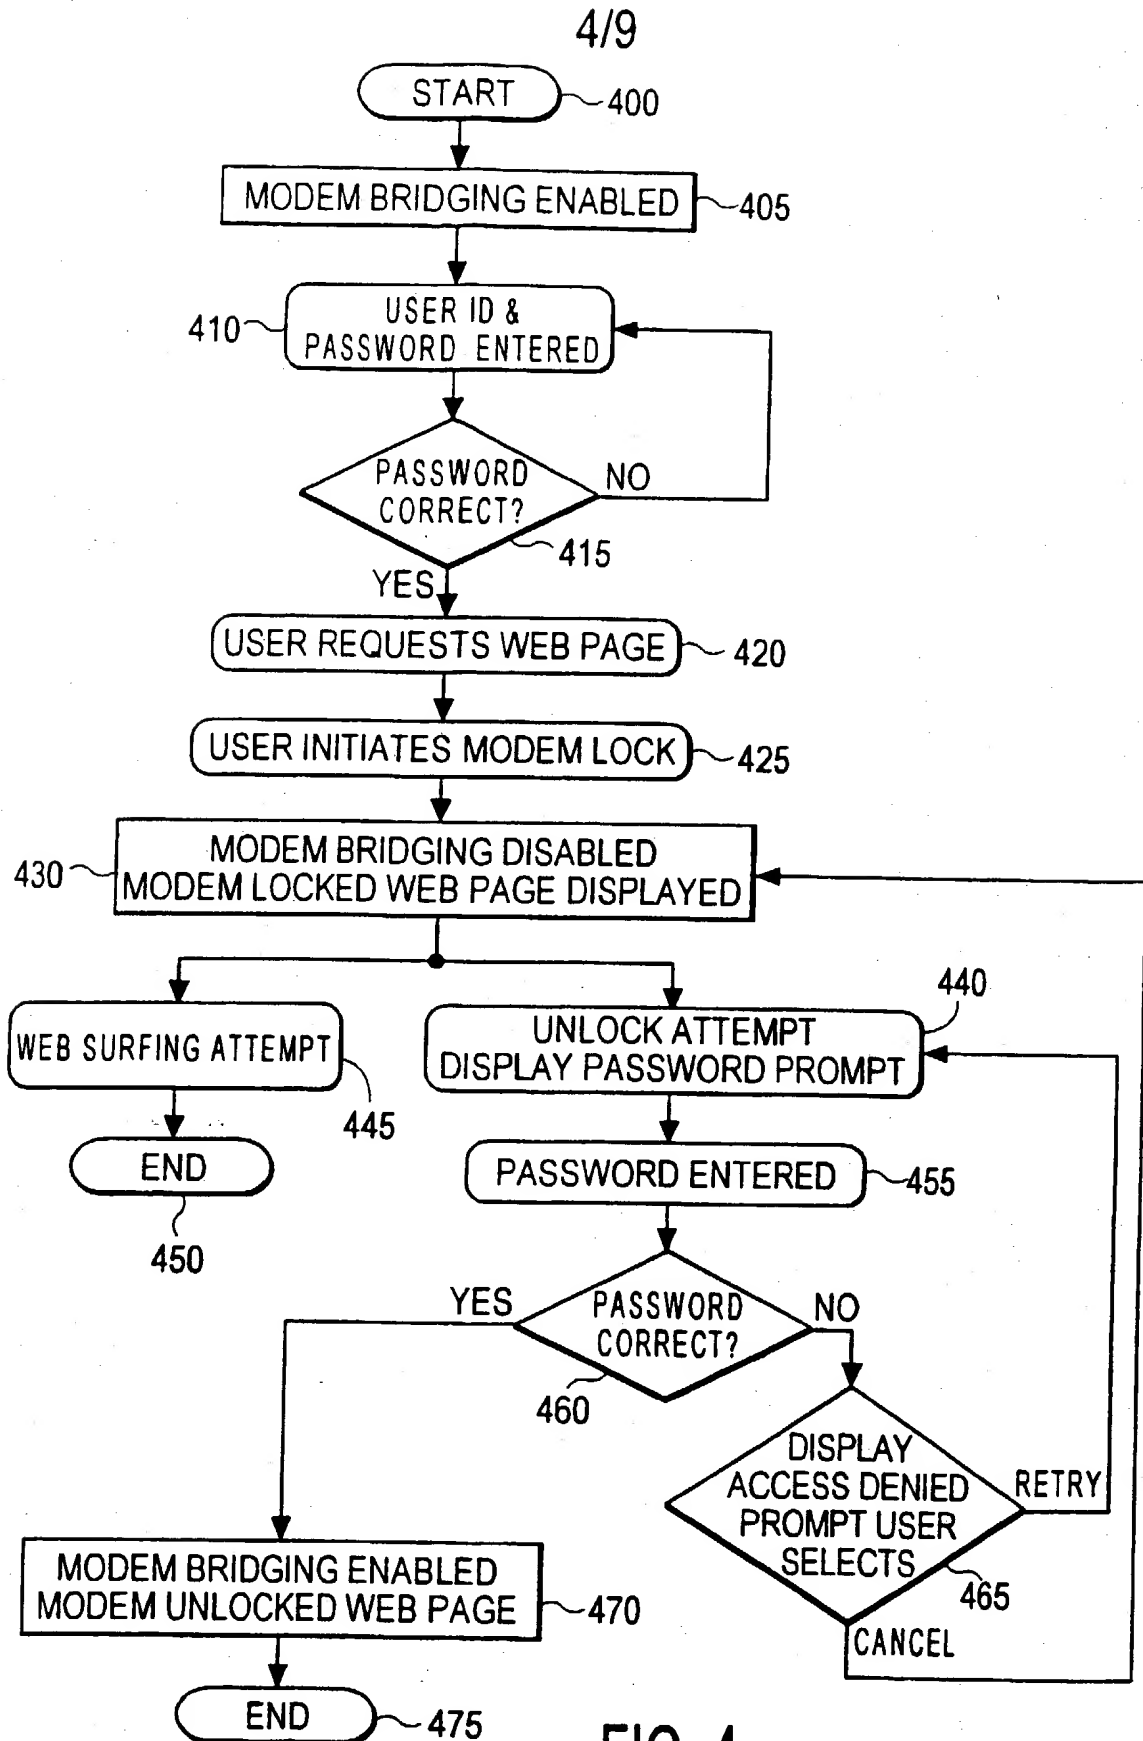 4/9
START
400
MODEM BRIDGING ENABLED
405
USER ID &
PASSWORD ENTERED
410
PASSWORD
CORRECT?
NO
415
YES
USER REQUESTS WEB PAGE
420
USER INITIATES MODEM LOCK
425
MODEM BRIDGING DISABLED
MODEM LOCKED WEB PAGE DISPLAYED
430
WEB SURFING ATTEMPT
445
END
450
440
UNLOCK ATTEMPT
DISPLAY PASSWORD PROMPT
PASSWORD ENTERED
455
YES
PASSWORD
CORRECT?
NO
460
DISPLAY
ACCESS DENIED
PROMPT USER
SELECTS
RETRY
465
CANCEL
MODEM BRIDGING ENABLED
MODEM UNLOCKED WEB PAGE
470
END
475
FIG. 4